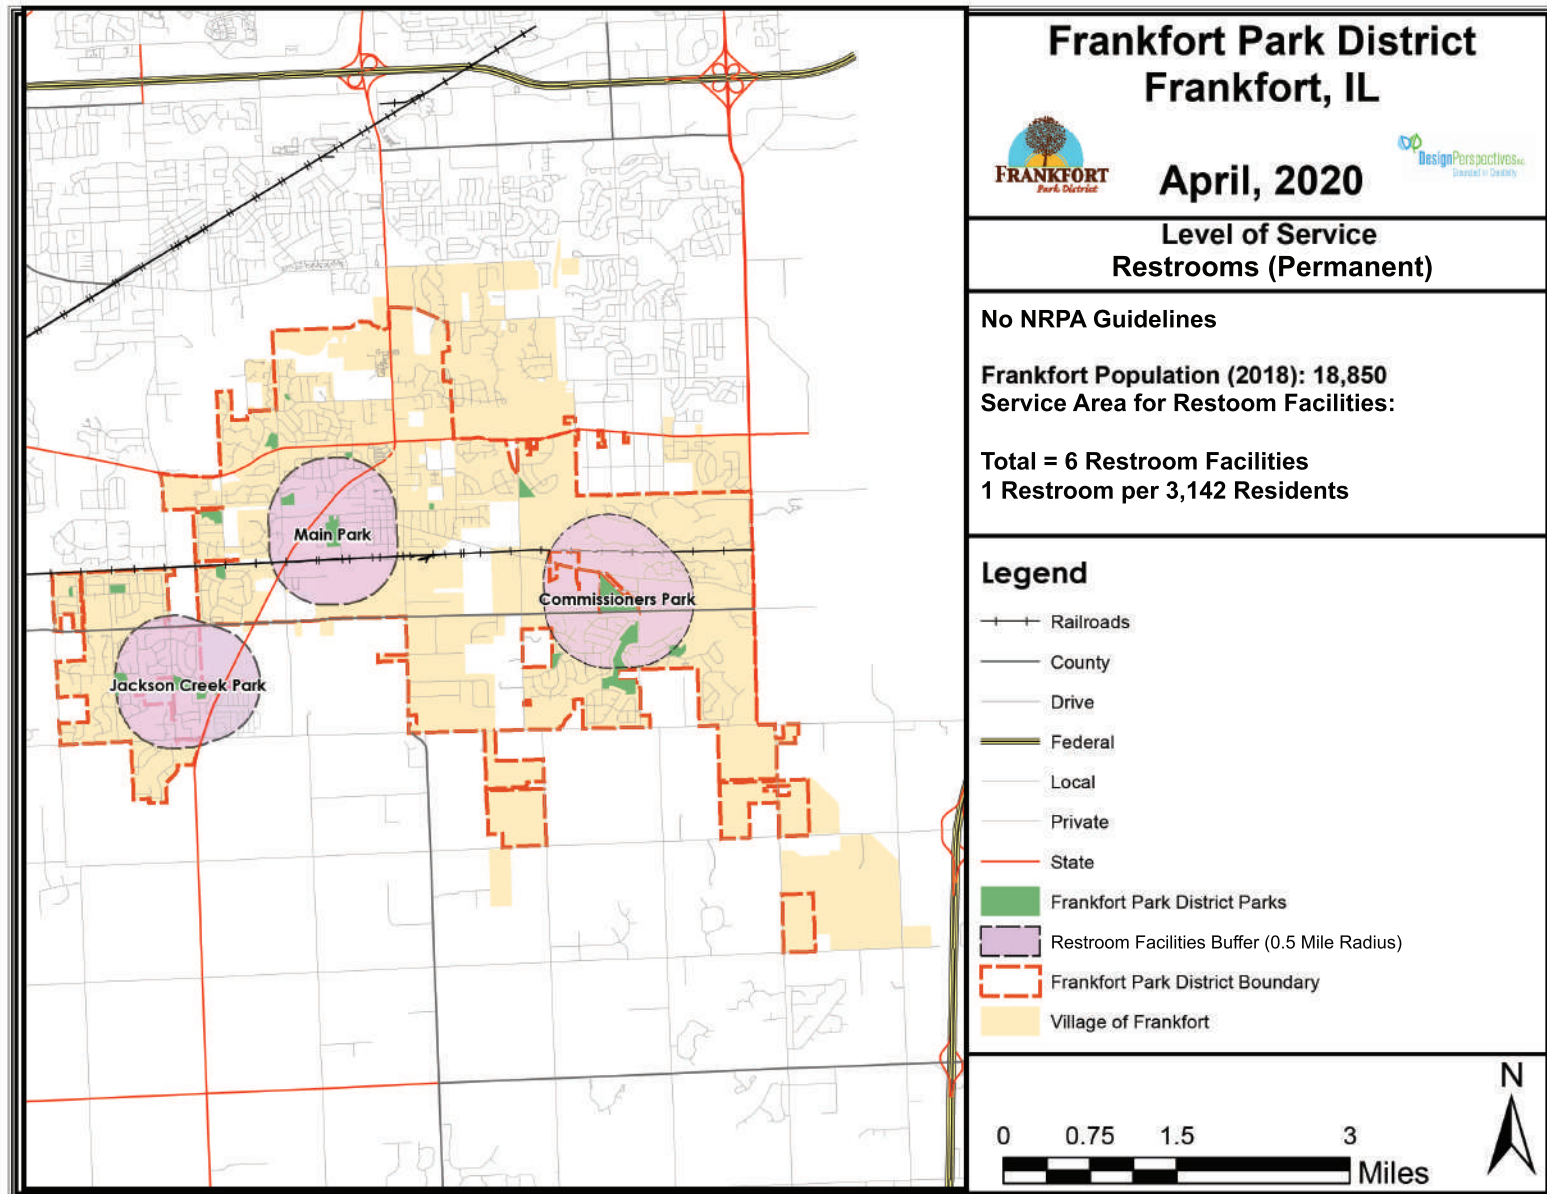 Frankfort Park District
Frankfort, IL
FRANKFORT
Park District
April, 2020
DesignPerspectives
Grounded in Creativity
Level of Service
Restrooms (Permanent)
No NRPA Guidelines
Frankfort Population (2018): 18,850
Service Area for Restoom Facilities:
Total = 6 Restroom Facilities
1 Restroom per 3,142 Residents
Legend
Railroads
County
Drive
Federal
Local
Private
State
Frankfort Park District Parks
Restroom Facilities Buffer (0.5 Mile Radius)
Frankfort Park District Boundary
Village of Frankfort
N
0 0.75 1.5 3
Miles
Main Park
Commissioners Park
Jackson Creek Park